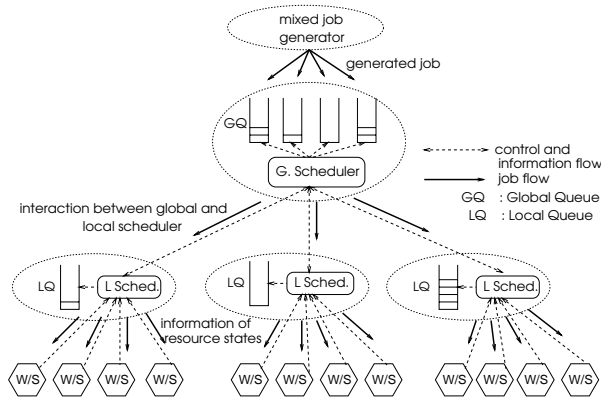 mixed job
generator
generated job
GQ
G. Scheduler
control and
information flow
job flow
GQ : Global Queue
LQ : Local Queue
interaction between global and
local scheduler
LQ
L Sched.
LQ
L Sched.
LQ
L Sched.
information of
resource states
W/S
W/S
W/S
W/S
W/S
W/S
W/S
W/S
W/S
W/S
W/S
W/S